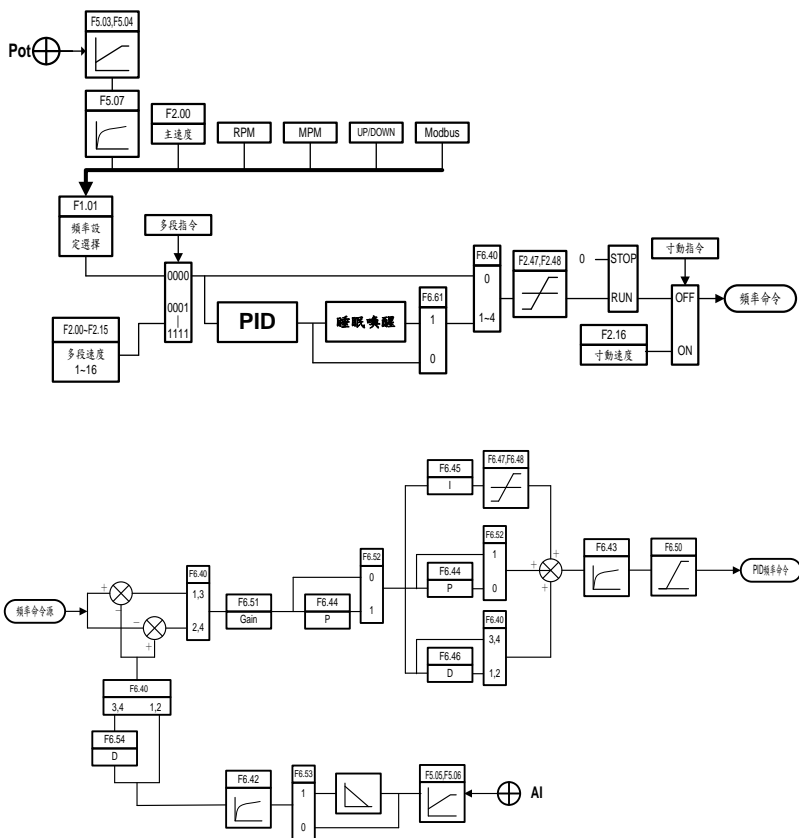 F5.03,F5.04
Pot
F5.07
F2.00
主速度
RPM
MPM
UP/DOWN
Modbus
F1.01
頻率設
定選擇
多段指令
0000
0001
|
1111
F2.00~F2.15
多段速度
1~16
PID
睡眠喚醒
F6.61
1
0
F6.40
0
1~4
F2.47,F2.48
0
STOP
RUN
寸動指令
OFF
ON
F2.16
寸動速度
頻率命令
頻率命令源
+
−
−
+
F6.40
1,3
2,4
F6.51
Gain
F6.44
P
F6.52
0
1
F6.45
I
F6.47,F6.48
F6.44
P
F6.52
1
0
F6.46
D
F6.40
3,4
1,2
+
+
+
F6.43
F6.50
PID頻率命令
F6.40
3,4 1,2
F6.54
D
F6.42
F6.53
1
0
F5.05,F5.06
AI